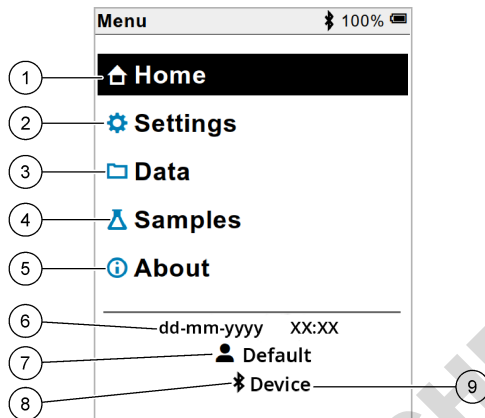 Menu 100%
1 Home
2 Settings
3 Data
4 Samples
5 About
6 dd-mm-yyyy XX:XX
7 Default
8 Device 9